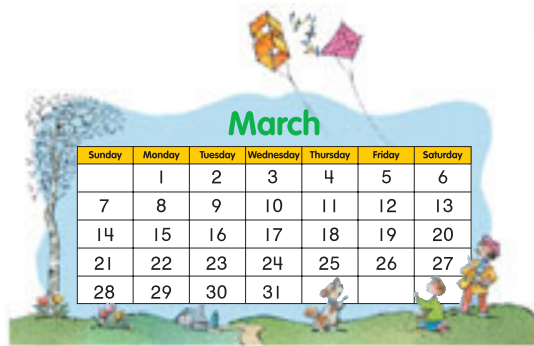 March
Sunday Monday Tuesday Wednesday Thursday Friday Saturday
1 2 3 4 5 6
7 8 9 10 11 12 13
14 15 16 17 18 19 20
21 22 23 24 25 26 27
28 29 30 31